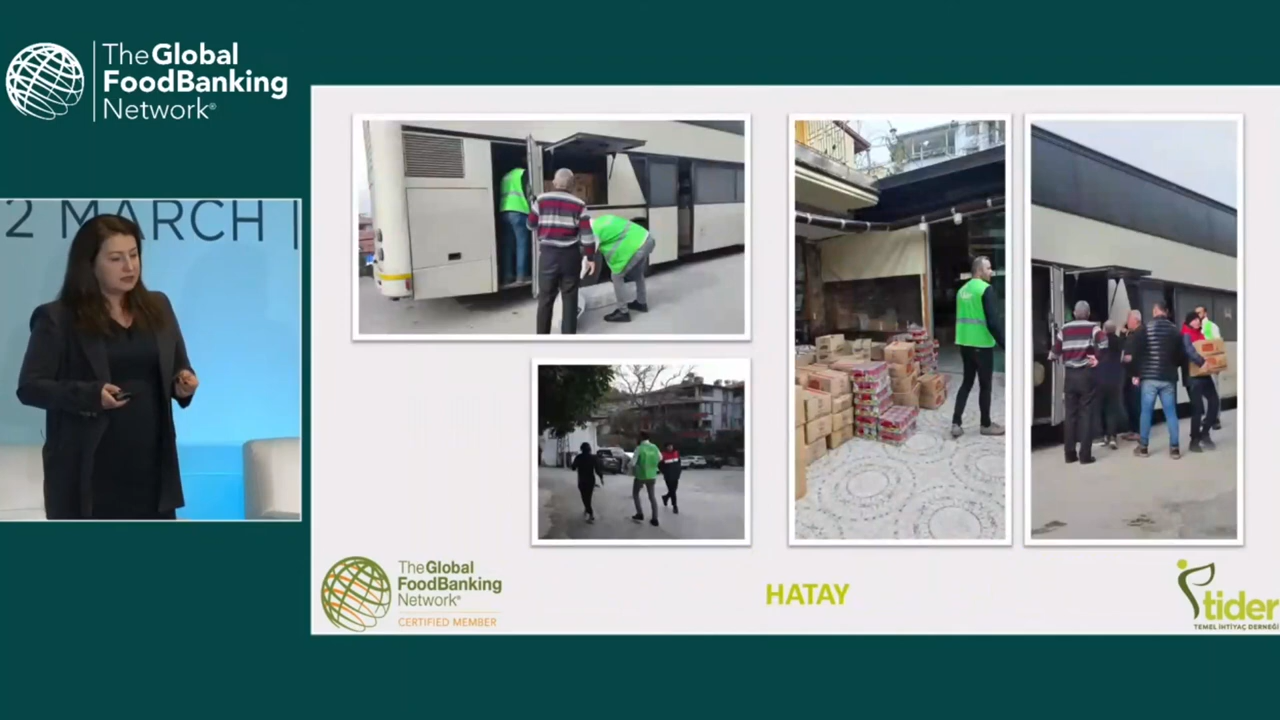 The Global
FoodBanking
Network®
2 MARCH |
The Global
FoodBanking
Network®
CERTIFIED MEMBER
HATAY
tider
TEMEL İHTİYAÇ DERNEĞİ